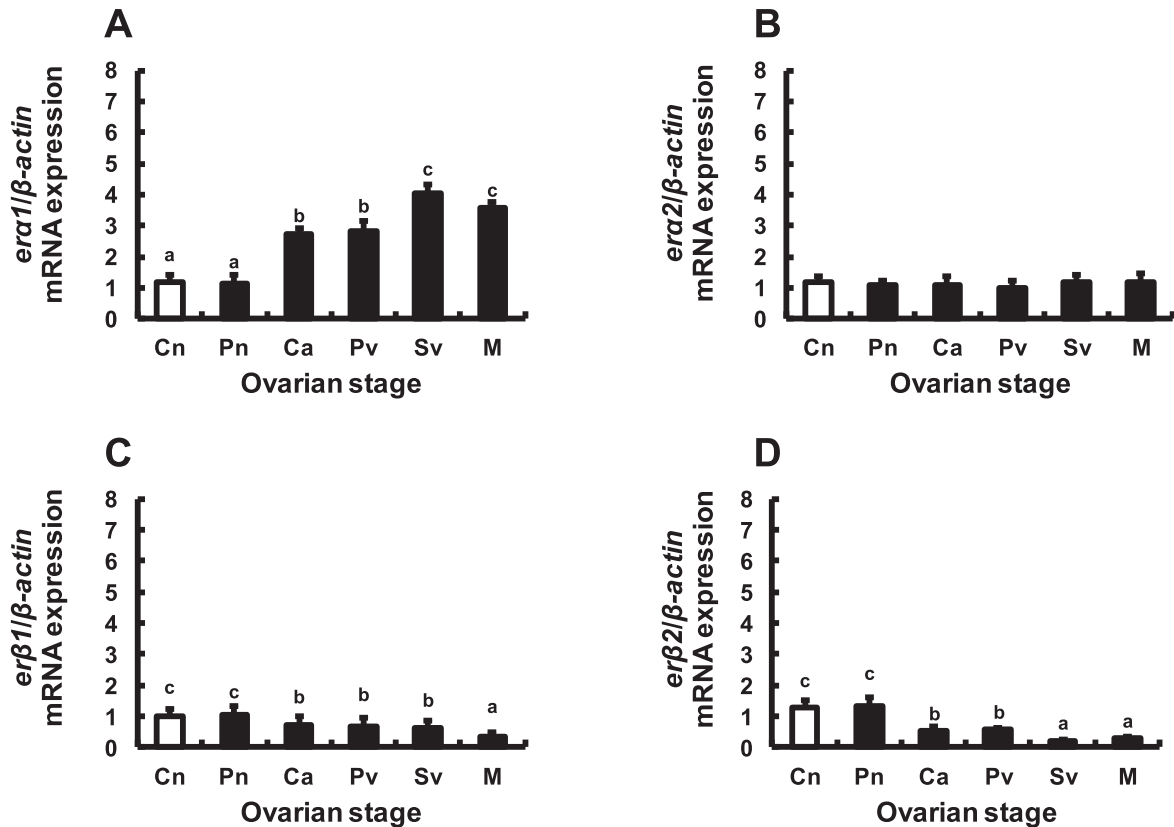 A
erα1/β-actin
mRNA expression
8
7
6
5
4
3
2
1
0
a
a
b
b
c
c
Cn Pn Ca Pv Sv M
Ovarian stage
B
erα2/β-actin
mRNA expression
8
7
6
5
4
3
2
1
0
Cn Pn Ca Pv Sv M
Ovarian stage
C
erβ1/β-actin
mRNA expression
8
7
6
5
4
3
2
1
0
c
c
b
b
b
a
Cn Pn Ca Pv Sv M
Ovarian stage
D
erβ2/β-actin
mRNA expression
8
7
6
5
4
3
2
1
0
c
c
b
b
a
a
Cn Pn Ca Pv Sv M
Ovarian stage